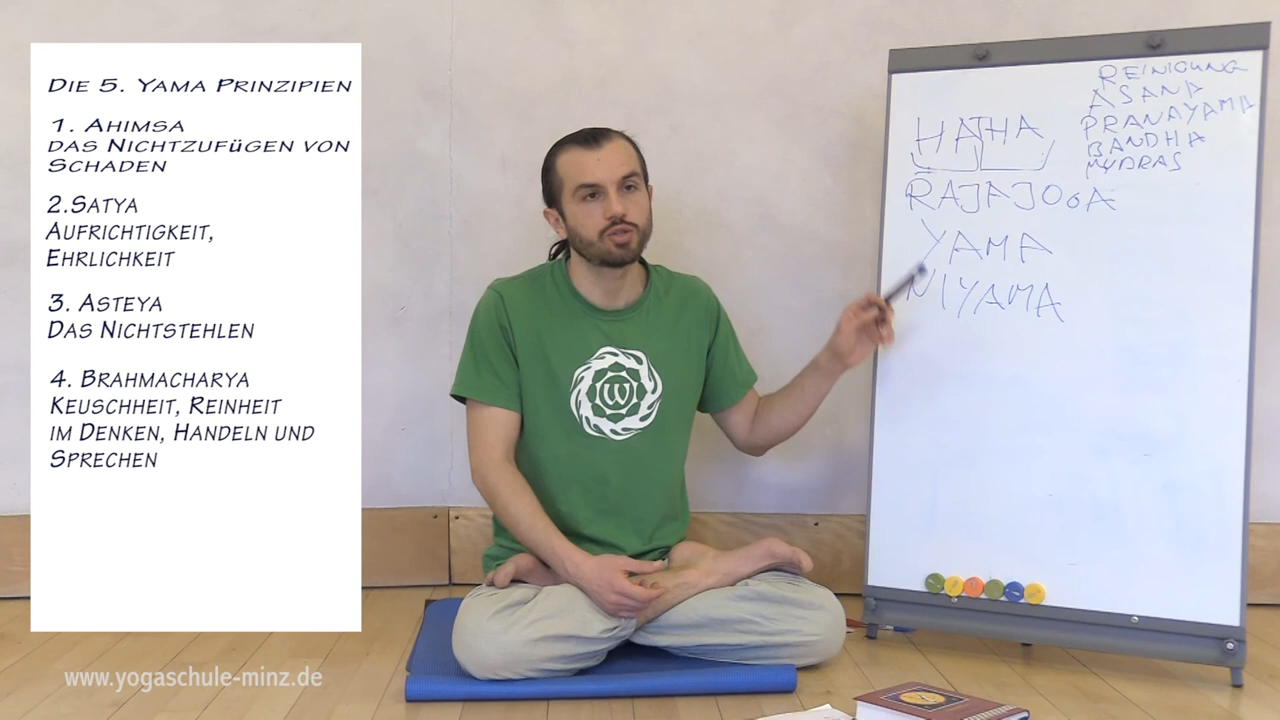 Die 5. Yama Prinzipien
1. Ahimsa
das Nichtzufügen von
Schaden
2.Satya
Aufrichtigkeit,
Ehrlichkeit
3. Asteya
Das Nichtstehlen
4. Brahmacharya
Keuschheit, Reinheit
im Denken, Handeln und
Sprechen
www.yogaschule-minz.de
W
HATHA
RAJAJOGA
YAMA
NIYAMA
REINIGUNG
ASANA
PRANAYAMA
BANDHA
MYDRAS